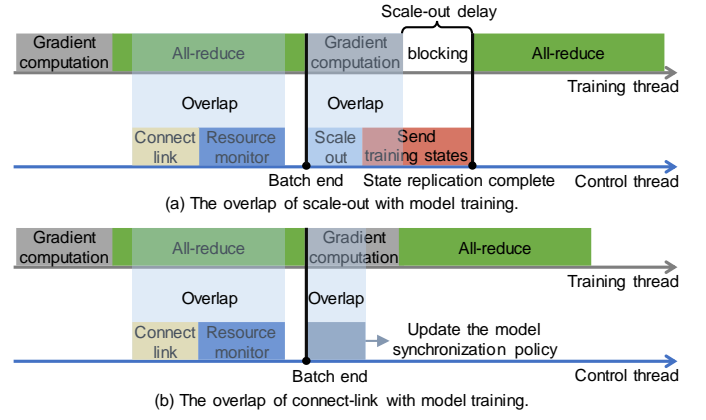 Scale-out delay
Gradient
computation
All-reduce
Gradient
computation
blocking
All-reduce
Training thread
Overlap
Overlap
Connect
link
Resource
monitor
Scale
out
Send
training states
Batch end
State replication complete
Control thread
(a) The overlap of scale-out with model training.
Gradient
computation
All-reduce
Gradient
computation
All-reduce
Training thread
Overlap
Overlap
Connect
link
Resource
monitor
Update the model
synchronization policy
Batch end
Control thread
(b) The overlap of connect-link with model training.